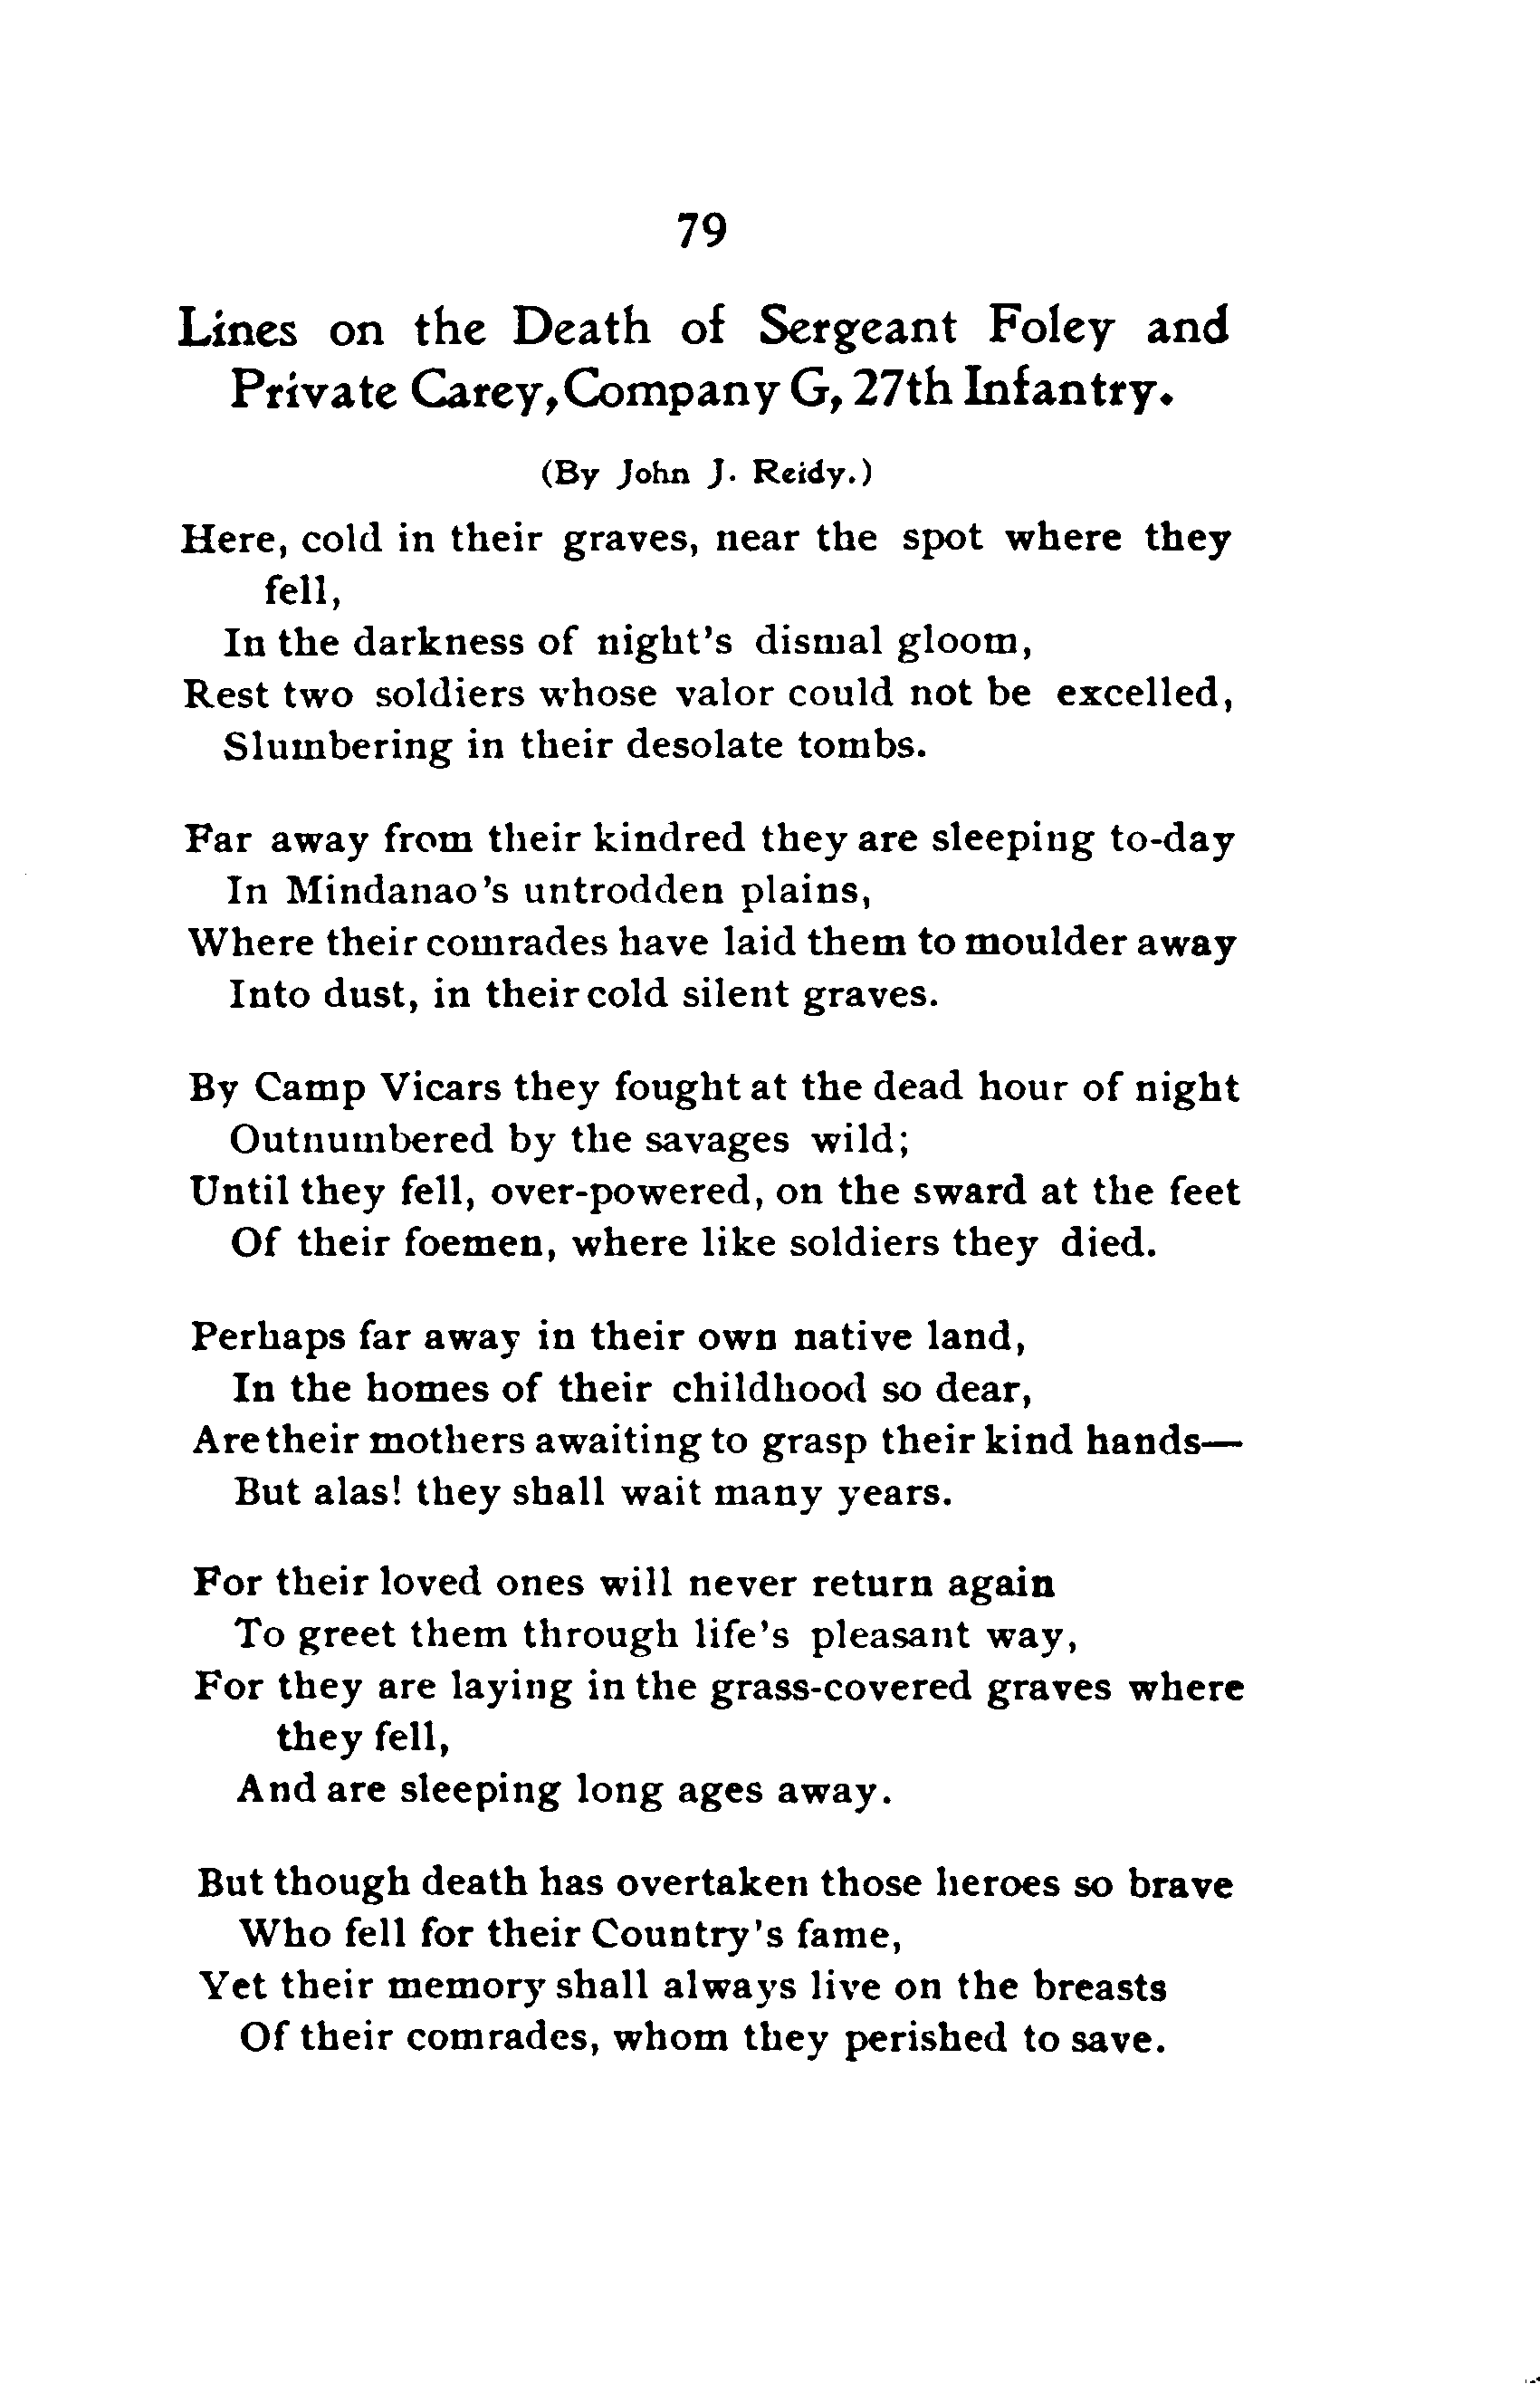 79
Lines on the Death of Sergeant Foley and
Private Carey, Company G, 27th Infantry.
(By John J. Reidy.)
Here, cold in their graves, near the spot where they
fell,
In the darkness of night's dismal gloom,
Rest two soldiers whose valor could not be excelled,
Slumbering in their desolate tombs.
Far away from their kindred they are sleeping to-day
In Mindanao's untrodden plains,
Where their comrades have laid them to moulder away
Into dust, in their cold silent graves.
By Camp Vicars they fought at the dead hour of night
Outnumbered by the savages wild;
Until they fell, over-powered, on the sward at the feet
Of their foemen, where like soldiers they died.
Perhaps far away in their own native land,
In the homes of their childhood so dear,
Are their mothers awaiting to grasp their kind hands—
But alas! they shall wait many years.
For their loved ones will never return again
To greet them through life's pleasant way,
For they are laying in the grass-covered graves where
they fell,
And are sleeping long ages away.
But though death has overtaken those heroes so brave
Who fell for their Country's fame,
Yet their memory shall always live on the breasts
Of their comrades, whom they perished to save.